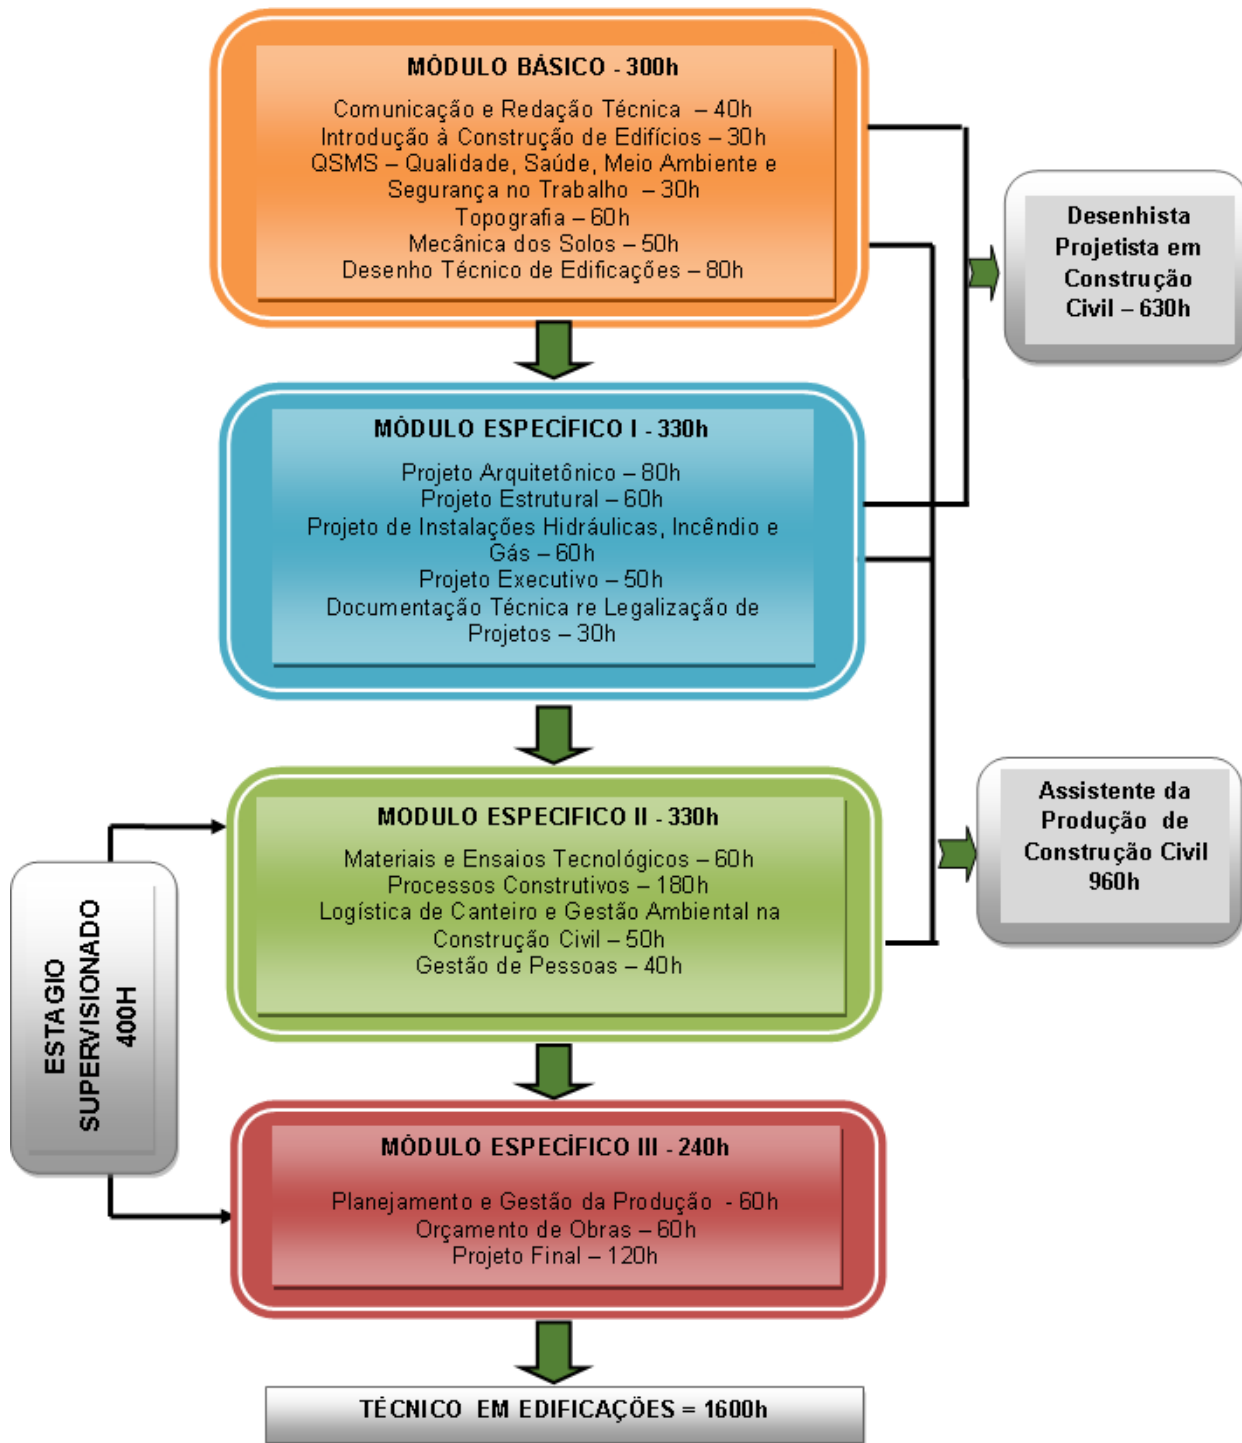 MÓDULO BÁSICO - 300h
Comunicação e Redação Técnica – 40h
Introdução à Construção de Edifícios – 30h
QSMS – Qualidade, Saúde, Meio Ambiente e
Segurança no Trabalho – 30h
Topografia – 60h
Mecânica dos Solos – 50h
Desenho Técnico de Edificações – 80h
Desenhista
Projetista em
Construção
Civil – 630h
MÓDULO ESPECÍFICO I - 330h
Projeto Arquitetônico – 80h
Projeto Estrutural – 60h
Projeto de Instalações Hidráulicas, Incêndio e
Gás – 60h
Projeto Executivo – 50h
Documentação Técnica re Legalização de
Projetos – 30h
MODULO ESPECIFICO II - 330h
Materiais e Ensaios Tecnológicos – 60h
Processos Construtivos – 180h
Logística de Canteiro e Gestão Ambiental na
Construção Civil – 50h
Gestão de Pessoas – 40h
Assistente da
Produção de
Construção Civil
960h
ESTAGIO
SUPERVISIONADO
400H
MÓDULO ESPECÍFICO III - 240h
Planejamento e Gestão da Produção - 60h
Orçamento de Obras – 60h
Projeto Final – 120h
TÉCNICO EM EDIFICAÇÕES = 1600h